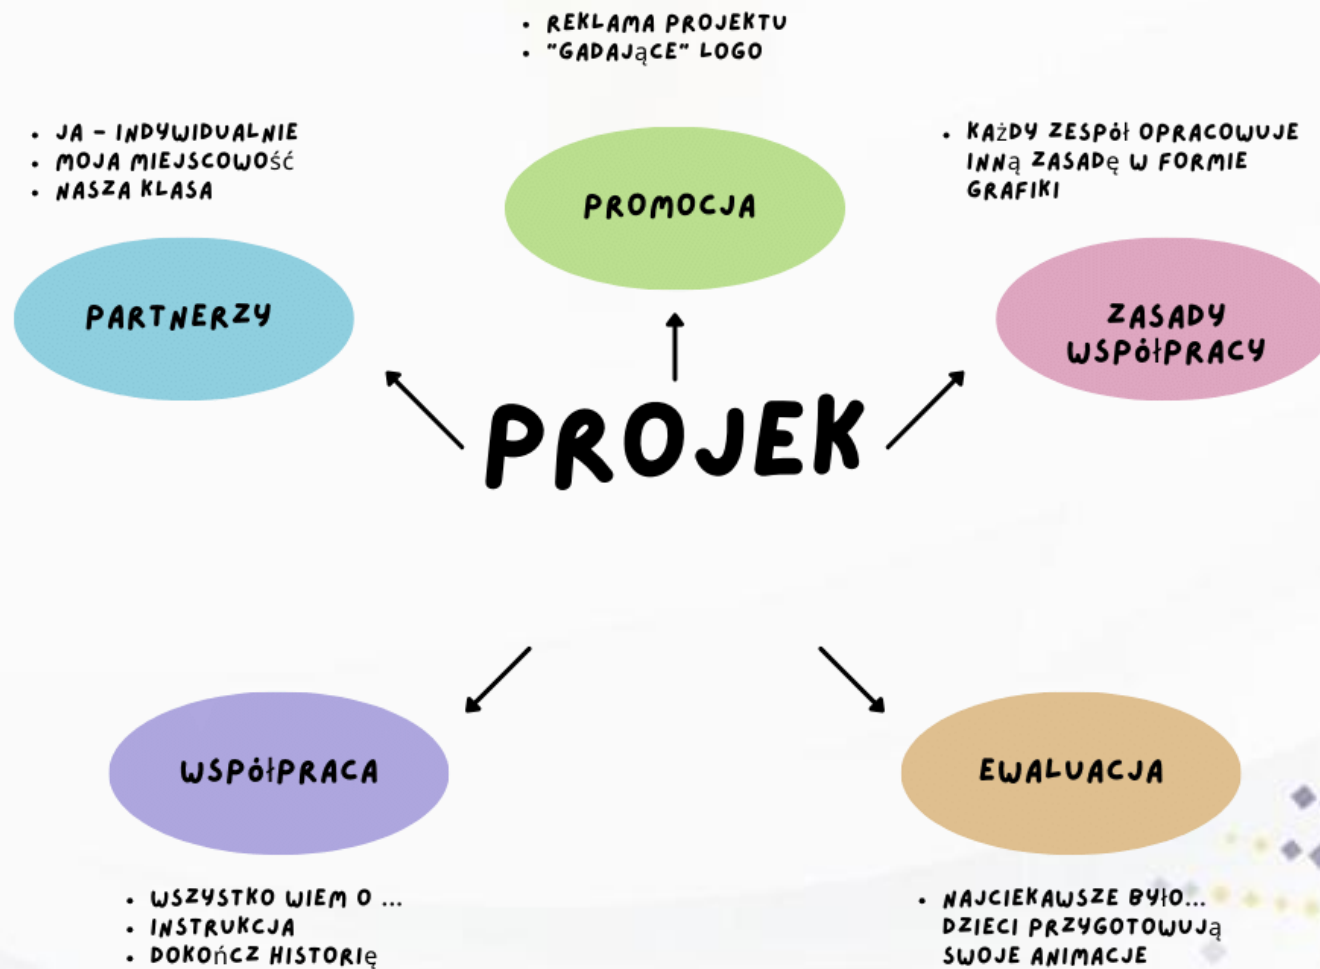 • REKLAMA PROJEKTU
• "GADAJąCE" LOGO
• JA - INDYWIDUALNIE
• MOJA MIEJSCOWOść
• NASZA KLASA
• KAżDY ZESPół OPRACOWUJE
INNą ZASADę W FORMIE
GRAFIKI
PROMOCJA
PARTNERZY
ZASADY
WSPółPRACY
PROJEK
WSPółPRACA
EWALUACJA
• WSZYSTKO WIEM O ...
• INSTRUKCJA
• DOKOńCZ HISTORIę
• NAJCIEKAWSZE BYłO...
DZIECI PRZYGOTOWUJą
SWOJE ANIMACJE